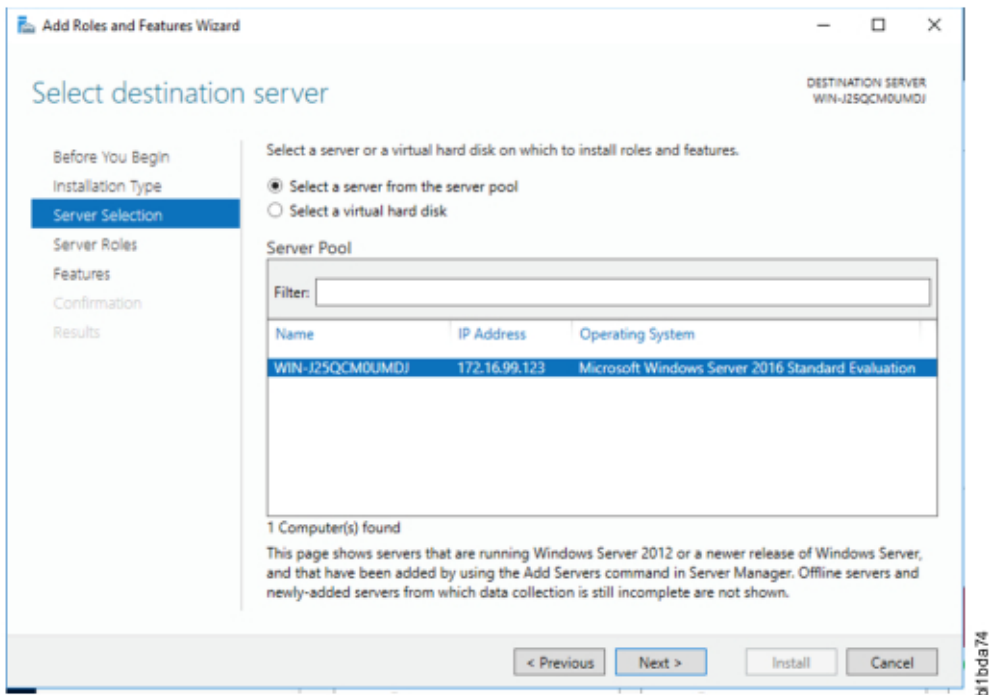 Add Roles and Features Wizard
Select destination server
DESTINATION SERVER
WIN-J25QCM0UMDJ
Before You Begin
Installation Type
Server Selection
Server Roles
Features
Confirmation
Results
Select a server or a virtual hard disk on which to install roles and features.
Select a server from the server pool
Select a virtual hard disk
Server Pool
Filter:
Name IP Address Operating System
WIN-J25QCM0UMDJ 172.16.99.123 Microsoft Windows Server 2016 Standard Evaluation
1 Computer(s) found
This page shows servers that are running Windows Server 2012 or a newer release of Windows Server,
and that have been added by using the Add Servers command in Server Manager. Offline servers and
newly-added servers from which data collection is still incomplete are not shown.
< Previous Next > Install Cancel